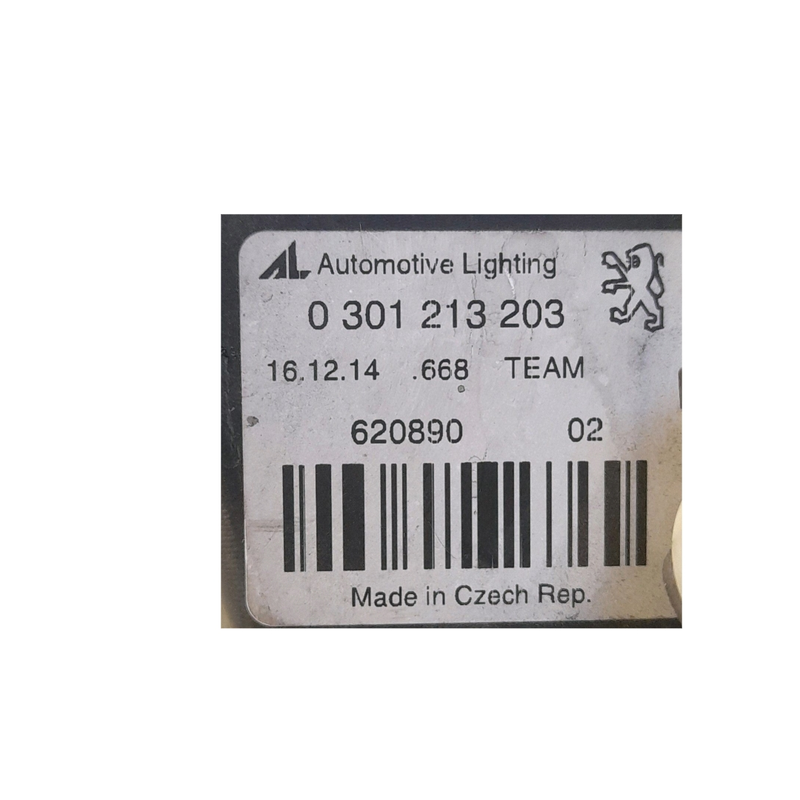 AL Automotive Lighting
0 301 213 203
16.12.14 .668 TEAM
620890 02
Made in Czech Rep.